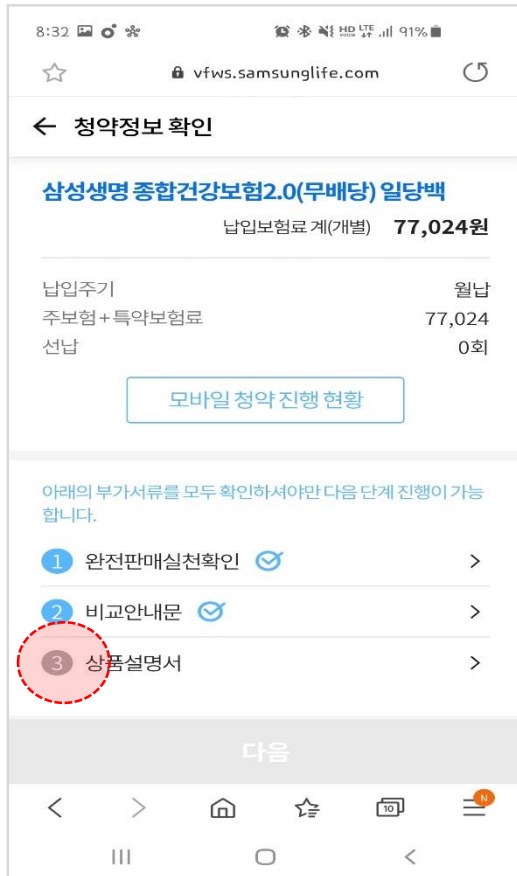 8:32 HD Voice LTE 91%
vfws.samsunglife.com
청약정보 확인
삼성생명 종합건강보험2.0(무배당) 일당백
납입보험료 계(개별) 77,024원
납입주기 월납
주보험+특약보험료 77,024
선납 0회
모바일 청약 진행 현황
아래의 부가서류를 모두 확인하셔야만 다음 단계 진행이 가능
합니다.
1 완전판매실천확인
2 비교안내문
3 상품설명서
다음
10 N